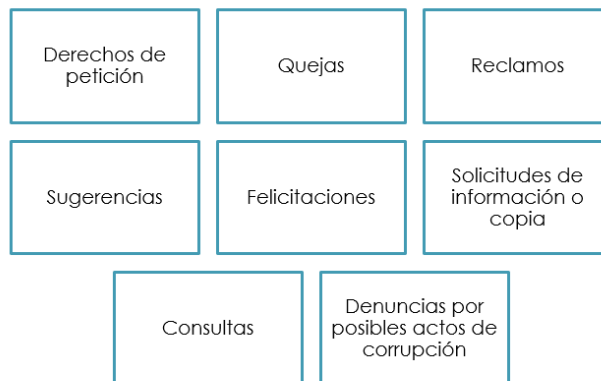 Derechos de
petición
Quejas
Reclamos
Sugerencias
Felicitaciones
Solicitudes de
información o
copia
Consultas
Denuncias por
posibles actos de
corrupción